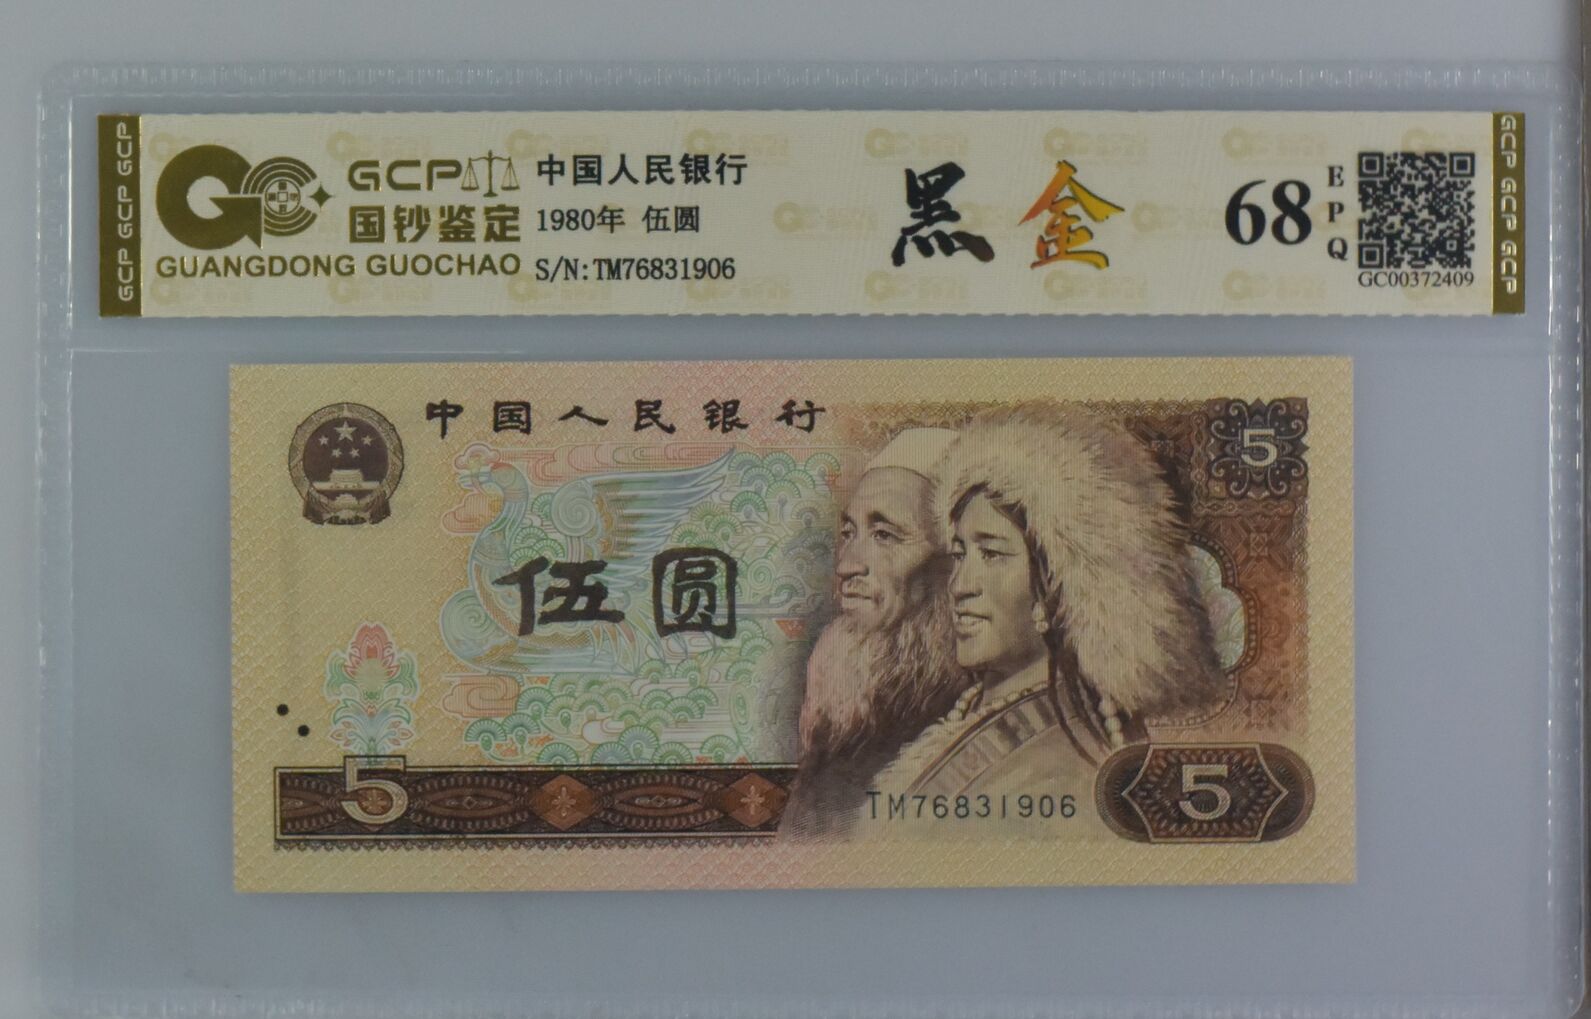 GCP GCP GCP
GCP
国钞鉴定
GUANGDONG GUOCHAO
中国人民银行
1980年 伍圆
S/N:TM76831906
黑金
68
EPQ
GC00372409
GCP GCP GCP
中国人民银行
5
伍圆
5
TM76831906
5